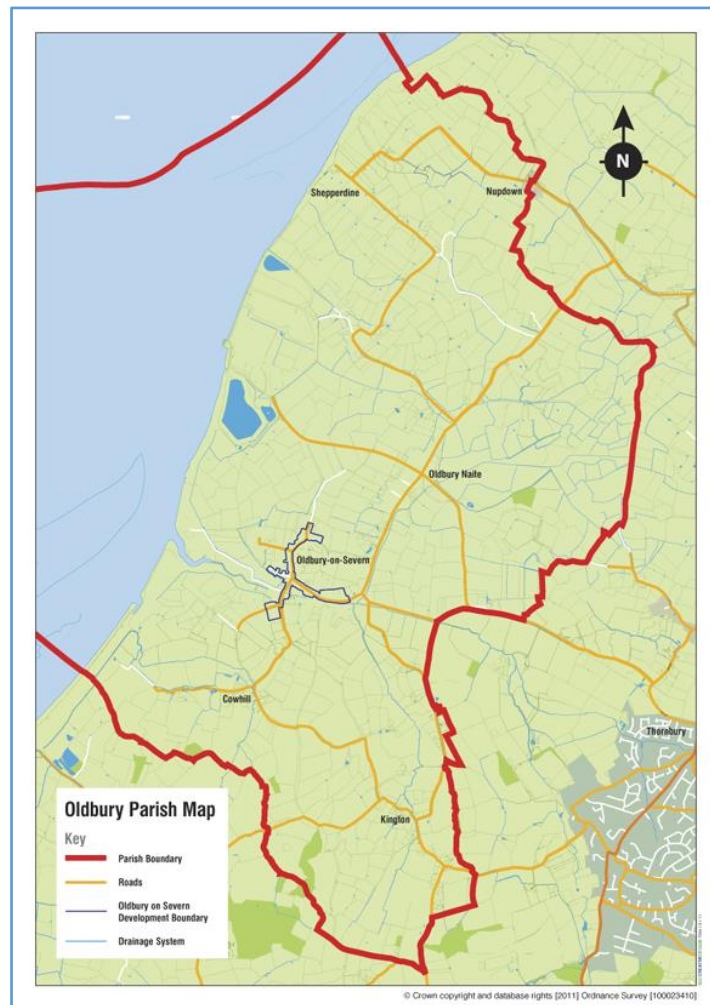 N
Shepperdine
Nupdown
Oldbury Naite
Oldbury-on-Severn
Cowhill
Thornbury
Kington
Oldbury Parish Map
Key
Parish Boundary
Roads
Oldbury on Severn
Development Boundary
Drainage System
© Crown copyright and database rights [2021] Ordnance Survey [100023410]